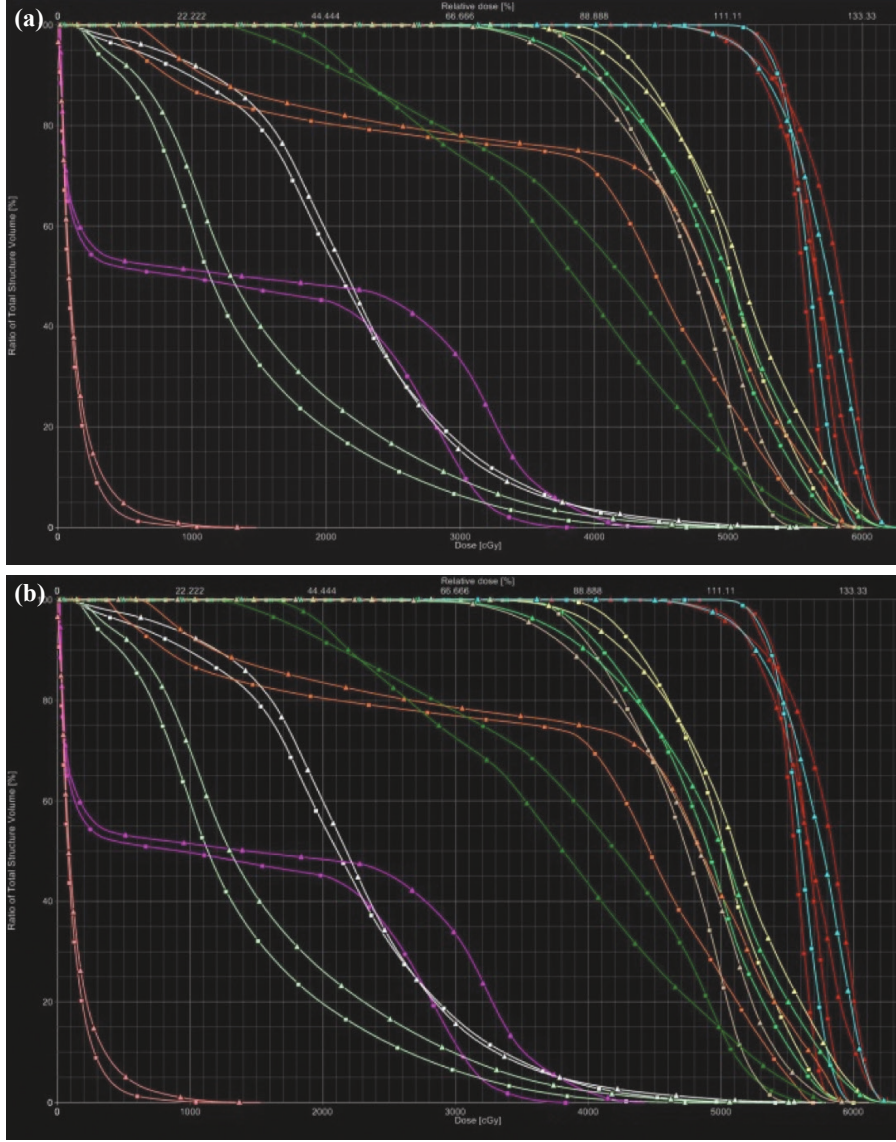 (a)
Relative dose [%]
0 22.222 44.444 66.666 88.888 111.11 133.33
100
80
60
40
20
0
Ratio of Total Structure Volume [%]
0 1000 2000 3000 4000 5000 6000
Dose [cGy]
(b)
Relative dose [%]
0 22.222 44.444 66.666 88.888 111.11 133.33
100
80
60
40
20
0
Ratio of Total Structure Volume [%]
0 1000 2000 3000 4000 5000 6000
Dose [cGy]